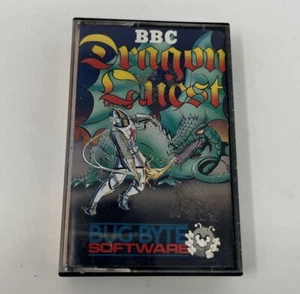 BBC
Dragon
Quest
BUG-BYTE
SOFTWARE